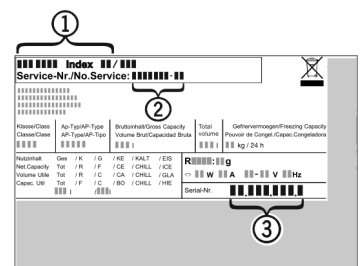 1
Index /
Service-Nr./No.Service: -
2
Klasse/Class Ap-Typ/AP-Type Bruttoinhalt/Gross Capacity Total Gefriervermoegen/Freezing Capacity
Classe/Clase AP-Type/AP-Tipo Volume Brut/Capacidad Bruta volume Pouvoir de Congel./Capac.Congeladora
l l kg / 24 h
Nutzinhalt Ges / K / G / KE / KALT / EIS
Net.Capacity Tot / R / F / CE / CHILL / ICE
Volume Utile Tot / R / C / CA / CHILL / GLA
Capac. Util Tot / F / C / BO / CHILL / HIE
l / l
R : g
W A - V Hz
Serial-Nr. . . .
3